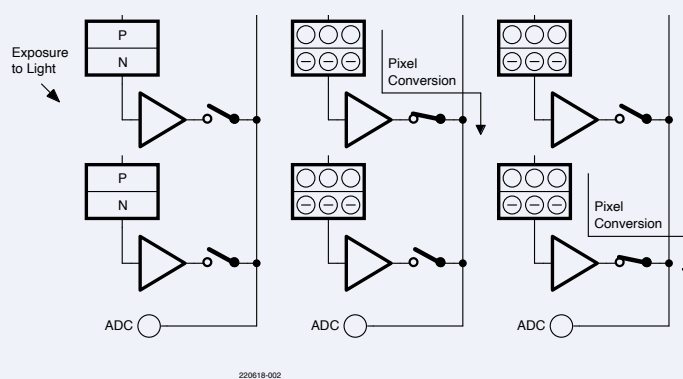 Exposure
to Light
P
N
Pixel
Conversion
P
N
Pixel
Conversion
ADC
ADC
ADC
220618-002